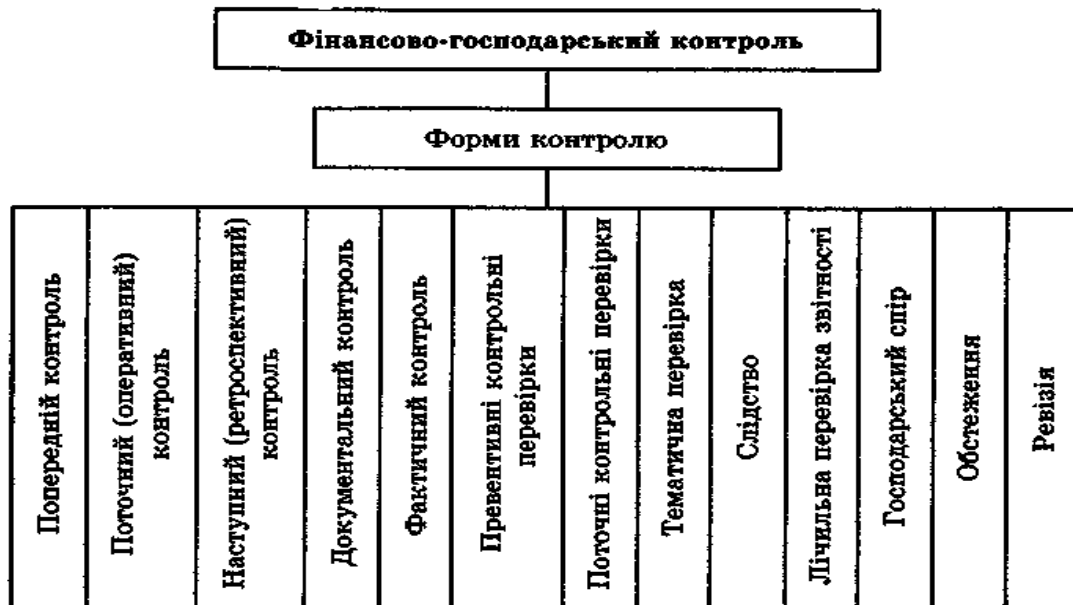 Фінансово-господарський контроль
Форми контролю
Попередній контроль
Поточний (оперативний)
контроль
Наступний (ретроспективний)
контроль
Документальний контроль
Фактичний контроль
Превентивні контрольні
перевірки
Поточні контрольні перевірки
Тематична перевірка
Слідство
Лічильна перевірка звітності
Господарський спір
Обстеження
Ревізія